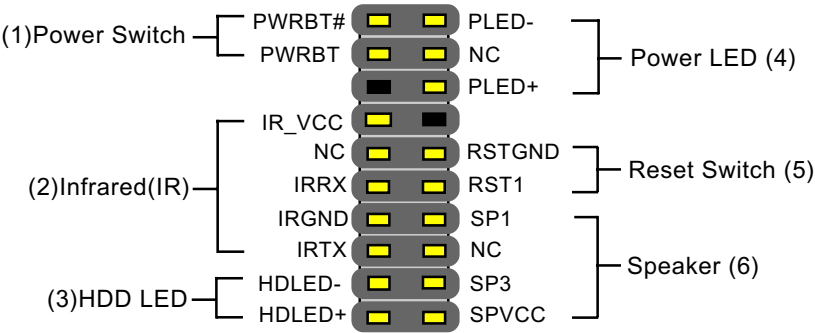 PWRBT# PLED-
(1)Power Switch
PWRBT NC
Power LED (4)
PLED+
IR_VCC
NC RSTGND
Reset Switch (5)
(2)Infrared(IR)
IRRX RST1
IRGND SP1
IRTX NC
Speaker (6)
HDLED- SP3
(3)HDD LED
HDLED+ SPVCC